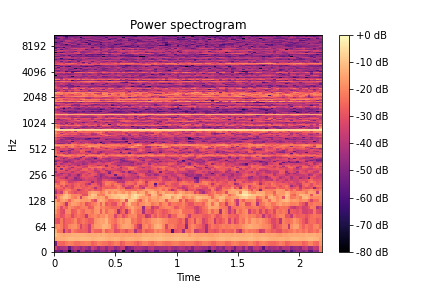 Power spectrogram
8192
4096
2048
1024
512
256
128
64
0
Hz
0
0.5
1
1.5
2
Time
+0 dB
-10 dB
-20 dB
-30 dB
-40 dB
-50 dB
-60 dB
-70 dB
-80 dB